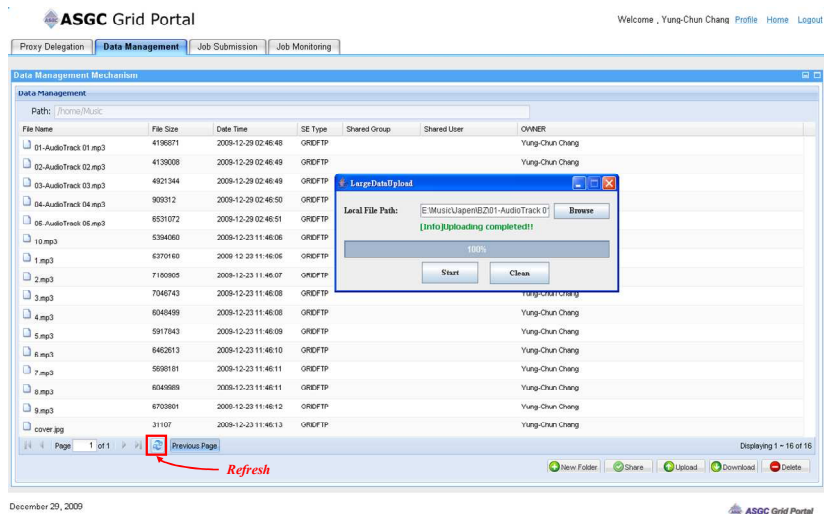 ASGC Grid Portal
Welcome , Yung-Chun Chang Profile Home Logout
Proxy Delegation Data Management Job Submission Job Monitoring
Data Management Mechanism
Data Management
Path: /home/Music
File Name File Size Date Time SE Type Shared Group Shared User OWNER
01-AudioTrack 01.mp3 4196871 2009-12-29 02:46:48 GRIDFTP Yung-Chun Chang
02-AudioTrack 02.mp3 4139008 2009-12-29 02:46:49 GRIDFTP Yung-Chun Chang
03-AudioTrack 03.mp3 4921344 2009-12-29 02:46:49 GRIDFTP
04-AudioTrack 04.mp3 909312 2009-12-29 02:46:50 GRIDFTP
06-AudioTrack 06.mp3 6531072 2009-12-29 02:46:51 GRIDFTP
10.mp3 5394060 2009-12-23 11:46:06 GRIDFTP
1.mp3 6370160 2009-12-23 11:46:06 GRIDFTP
2.mp3 7180905 2009-12-23 11:46:07 GRIDFTP
3.mp3 7046743 2009-12-23 11:46:08 GRIDFTP Yung-Chun Chang
4.mp3 6048499 2009-12-23 11:46:08 GRIDFTP Yung-Chun Chang
5.mp3 5917843 2009-12-23 11:46:09 GRIDFTP Yung-Chun Chang
6.mp3 6462613 2009-12-23 11:46:10 GRIDFTP Yung-Chun Chang
7.mp3 5698181 2009-12-23 11:46:11 GRIDFTP Yung-Chun Chang
8.mp3 6049989 2009-12-23 11:46:11 GRIDFTP Yung-Chun Chang
9.mp3 6703801 2009-12-23 11:46:12 GRIDFTP Yung-Chun Chang
cover.jpg 31107 2009-12-23 11:46:13 GRIDFTP Yung-Chun Chang
LargeDataUpload
Local File Path: E:\Music\Japen\BZ\01-AudioTrack 0 Browse
[Info]Uploading completed!!
100%
Start Clean
Page 1 of 1 Previous Page Displaying 1 - 16 of 16
Refresh
New Folder Share Upload Download Delete
December 29, 2009
ASGC Grid Portal